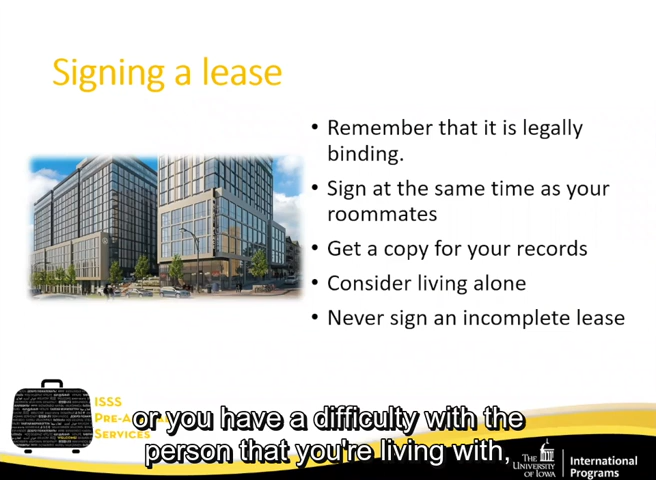 Signing a lease
• Remember that it is legally
binding.
• Sign at the same time as your
roommates
• Get a copy for your records
• Consider living alone
• Never sign an incomplete lease
ISSS
Services
or you have a difficulty with the
person that you're living with,
The
University
of Iowa
International
Programs